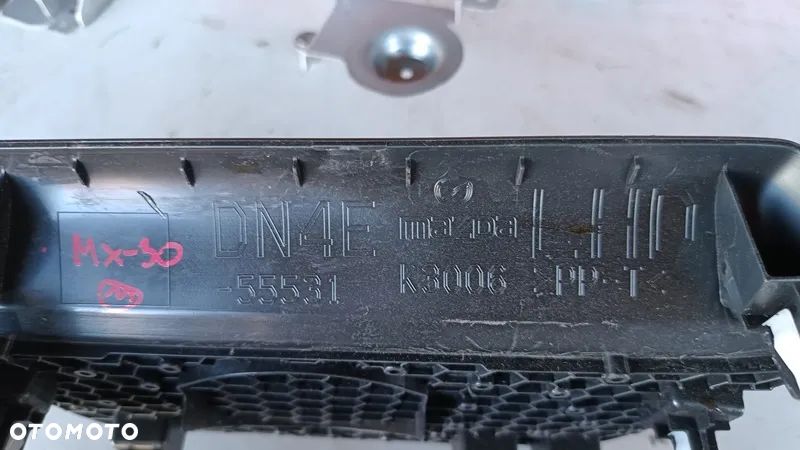 MX-30
DN4E mazda LHD
-55531 K3006 >PP-T<
OTOMOTO